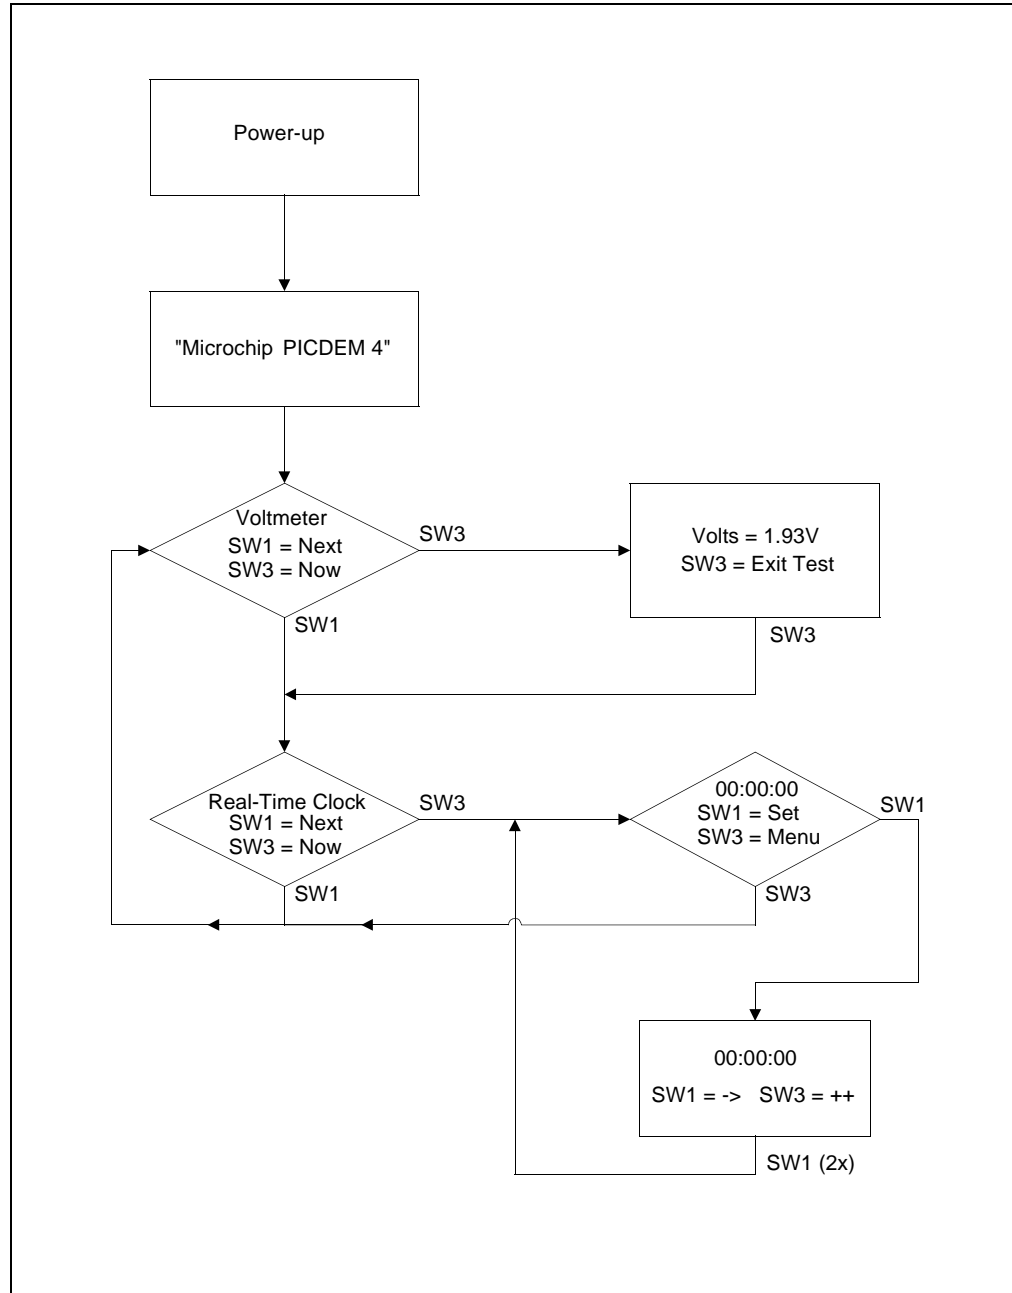 Power-up
"Microchip PICDEM 4"
Voltmeter
SW1 = Next
SW3 = Now
SW3
SW1
Volts = 1.93V
SW3 = Exit Test
SW3
Real-Time Clock
SW1 = Next
SW3 = Now
SW3
SW1
00:00:00
SW1 = Set
SW3 = Menu
SW1
SW3
00:00:00
SW1 = -> SW3 = ++
SW1 (2x)